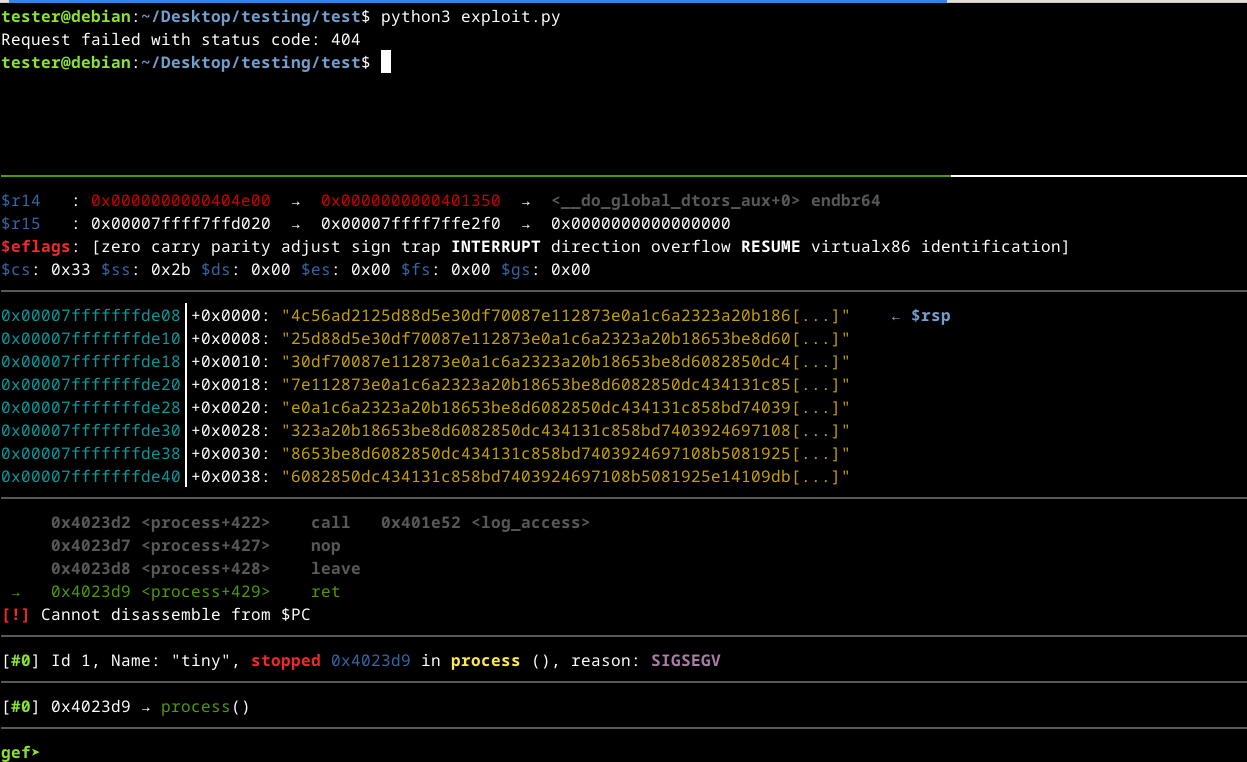 tester@debian:~/Desktop/testing/test$ python3 exploit.py
Request failed with status code: 404
tester@debian:~/Desktop/testing/test$
$r14   : 0x0000000000404e00  →  0x0000000000401350  →  <__do_global_dtors_aux+0> endbr64
$r15   : 0x00007ffff7ffd020  →  0x00007ffff7ffe2f0  →  0x0000000000000000
$eflags: [zero carry parity adjust sign trap INTERRUPT direction overflow RESUME virtualx86 identification]
$cs: 0x33 $ss: 0x2b $ds: 0x00 $es: 0x00 $fs: 0x00 $gs: 0x00
0x00007fffffffde08│+0x0000: "4c56ad2125d88d5e30df70087e112873e0a1c6a2323a20b186[...]"    ← $rsp
0x00007fffffffde10│+0x0008: "25d88d5e30df70087e112873e0a1c6a2323a20b18653be8d60[...]"
0x00007fffffffde18│+0x0010: "30df70087e112873e0a1c6a2323a20b18653be8d6082850dc4[...]"
0x00007fffffffde20│+0x0018: "7e112873e0a1c6a2323a20b18653be8d6082850dc434131c85[...]"
0x00007fffffffde28│+0x0020: "e0a1c6a2323a20b18653be8d6082850dc434131c858bd74039[...]"
0x00007fffffffde30│+0x0028: "323a20b18653be8d6082850dc434131c858bd7403924697108[...]"
0x00007fffffffde38│+0x0030: "8653be8d6082850dc434131c858bd7403924697108b5081925[...]"
0x00007fffffffde40│+0x0038: "6082850dc434131c858bd7403924697108b5081925e14109db[...]"
0x4023d2 <process+422>    call   0x401e52 <log_access>
0x4023d7 <process+427>    nop
0x4023d8 <process+428>    leave
→   0x4023d9 <process+429>    ret
[!] Cannot disassemble from $PC
[#0] Id 1, Name: "tiny", stopped 0x4023d9 in process (), reason: SIGSEGV
[#0] 0x4023d9 → process()
gef➤